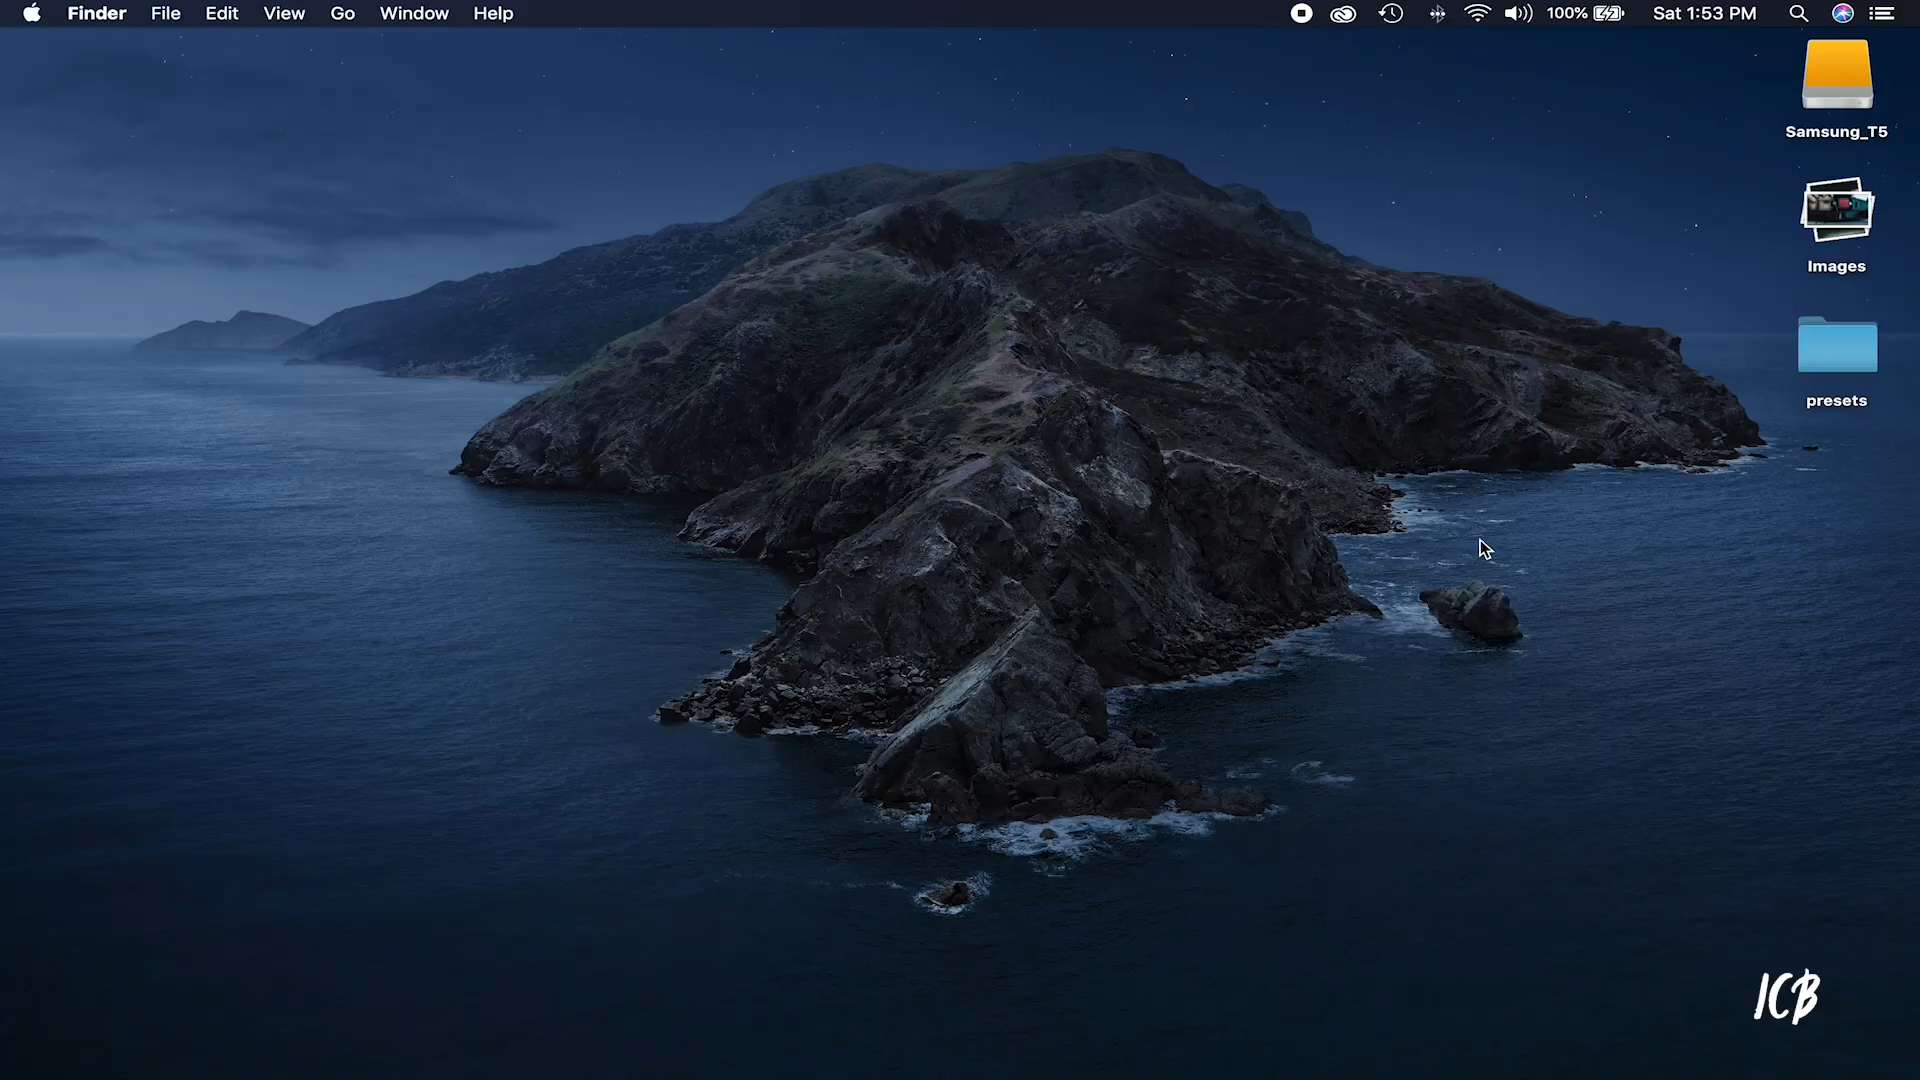 Finder File Edit View Go Window Help 100% Sat 1:53 PM
Samsung_T5
Images
presets
ICB